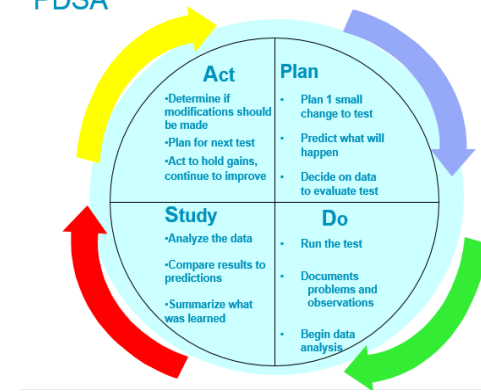 PDSA
Act
•Determine if
modifications should
be made
•Plan for next test
•Act to hold gains,
continue to improve
Plan
• Plan 1 small
change to test
• Predict what will
happen
• Decide on data
to evaluate test
Study
•Analyze the data
•Compare results to
predictions
•Summarize what
was learned
Do
• Run the test
• Documents
problems and
observations
• Begin data
analysis